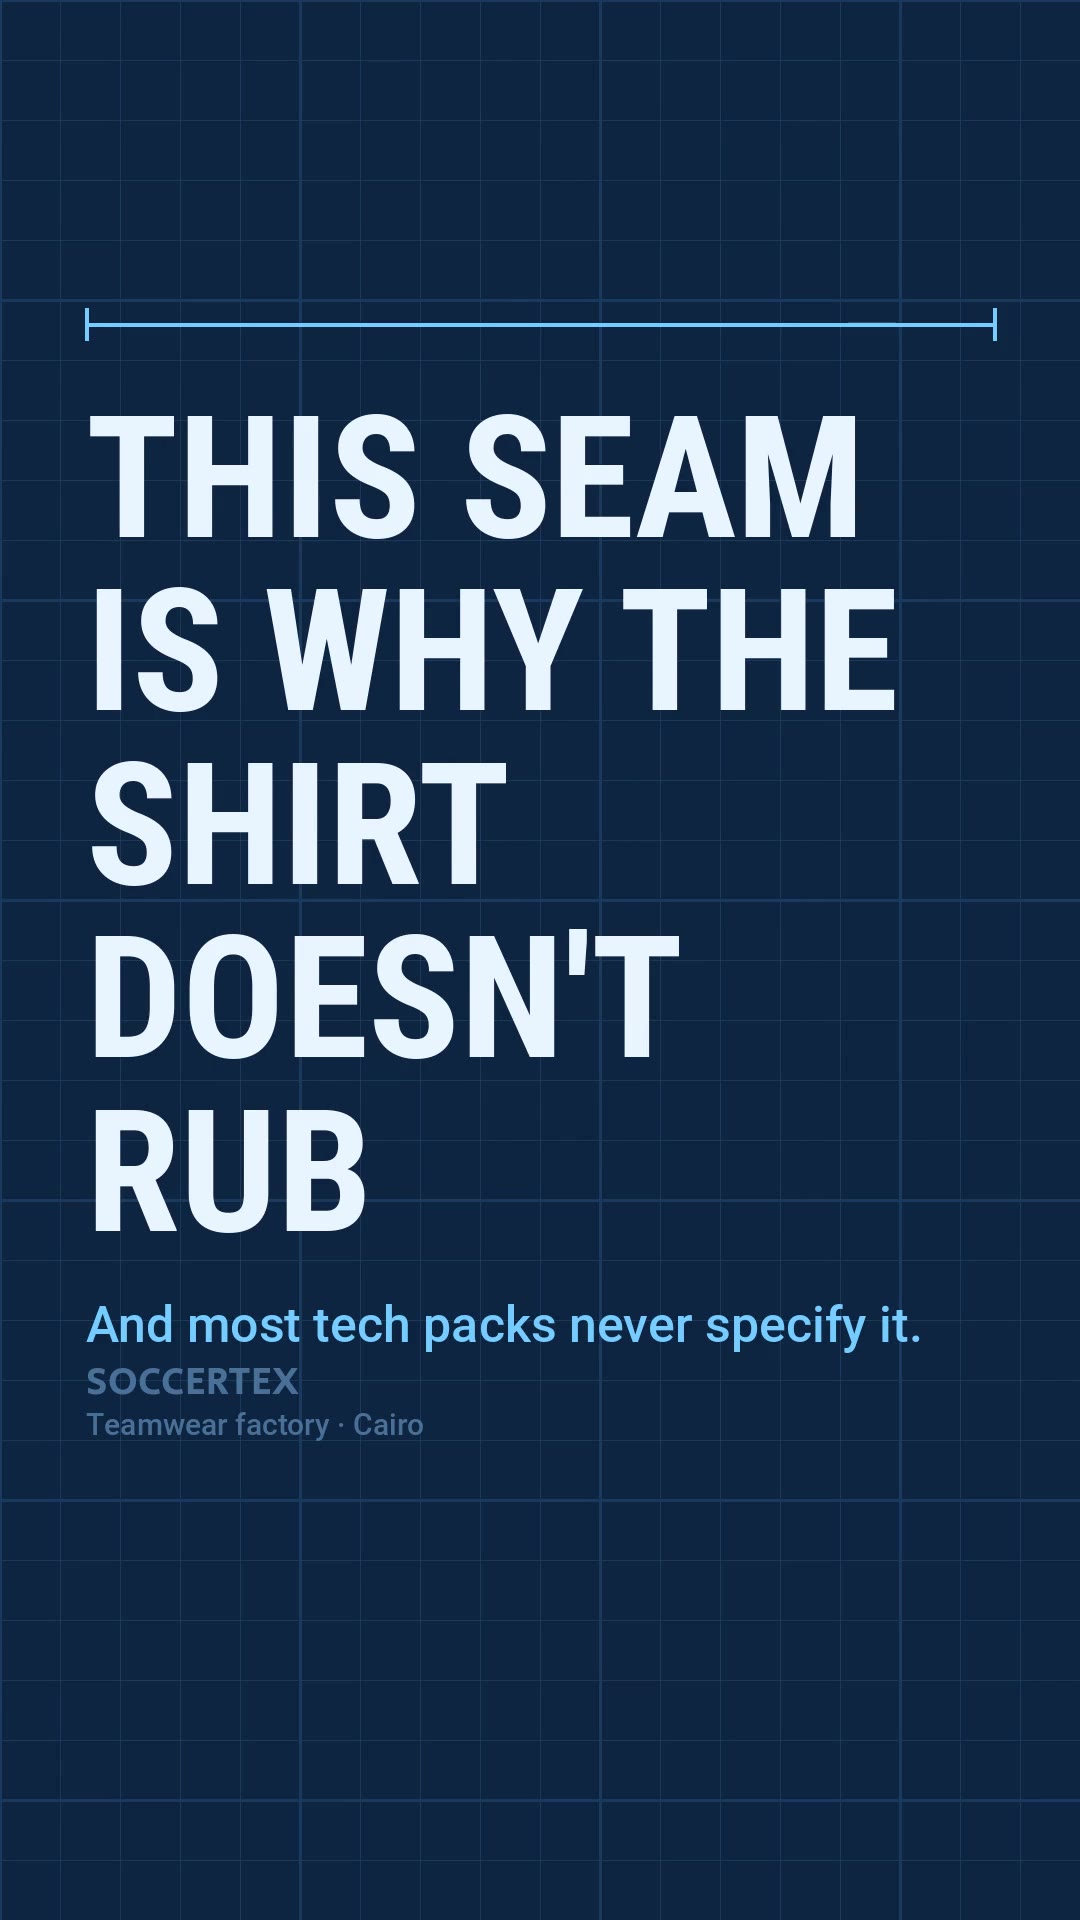 THIS SEAM
IS WHY THE
SHIRT
DOESN'T
RUB
And most tech packs never specify it.
SOCCERTEX
Teamwear factory · Cairo